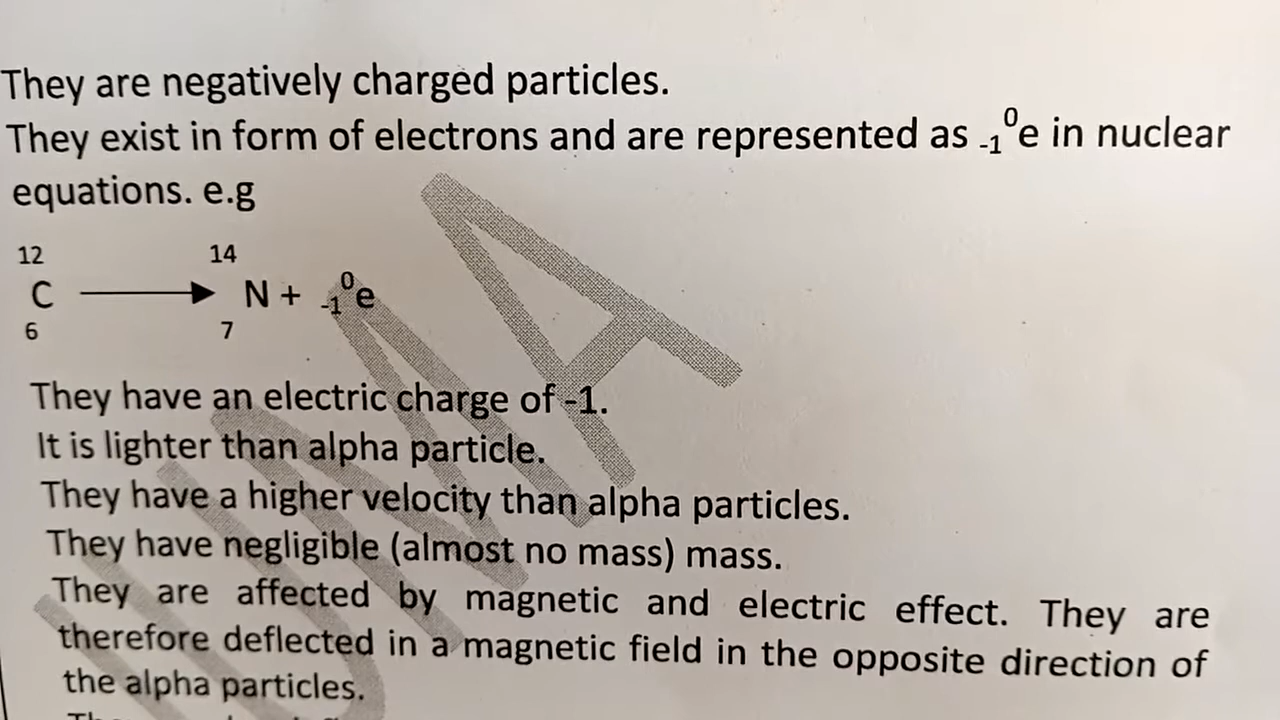 They are negatively charged particles.
They exist in form of electrons and are represented as -1 0 e in nuclear
equations. e.g
12 14
C ⟶ N + -1 0 e
6 7
They have an electric charge of -1.
It is lighter than alpha particle.
They have a higher velocity than alpha particles.
They have negligible (almost no mass) mass.
They are affected by magnetic and electric effect. They are
therefore deflected in a magnetic field in the opposite direction of
the alpha particles.